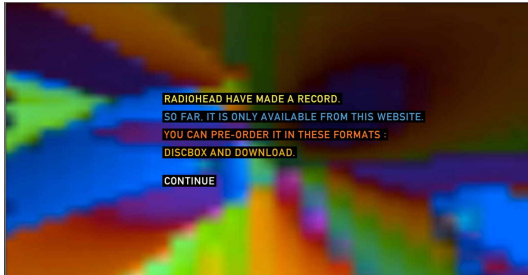 RADIOHEAD HAVE MADE A RECORD.
SO FAR, IT IS ONLY AVAILABLE FROM THIS WEBSITE.
YOU CAN PRE-ORDER IT IN THESE FORMATS :
DISCBOX AND DOWNLOAD.
CONTINUE